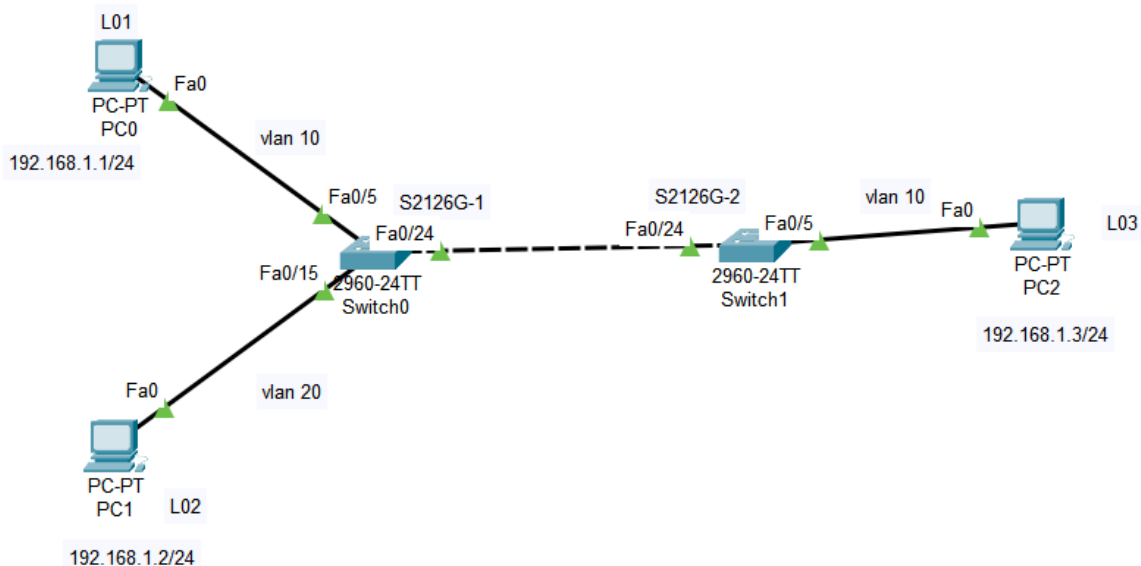 L01
Fa0
PC-PT
PC0
vlan 10
192.168.1.1/24
Fa0/5
S2126G-1
Fa0/24
Fa0/15
2960-24TT
Switch0
S2126G-2
Fa0/24
Fa0/5
2960-24TT
Switch1
vlan 10
Fa0
L03
PC-PT
PC2
192.168.1.3/24
vlan 20
Fa0
PC-PT
PC1
L02
192.168.1.2/24